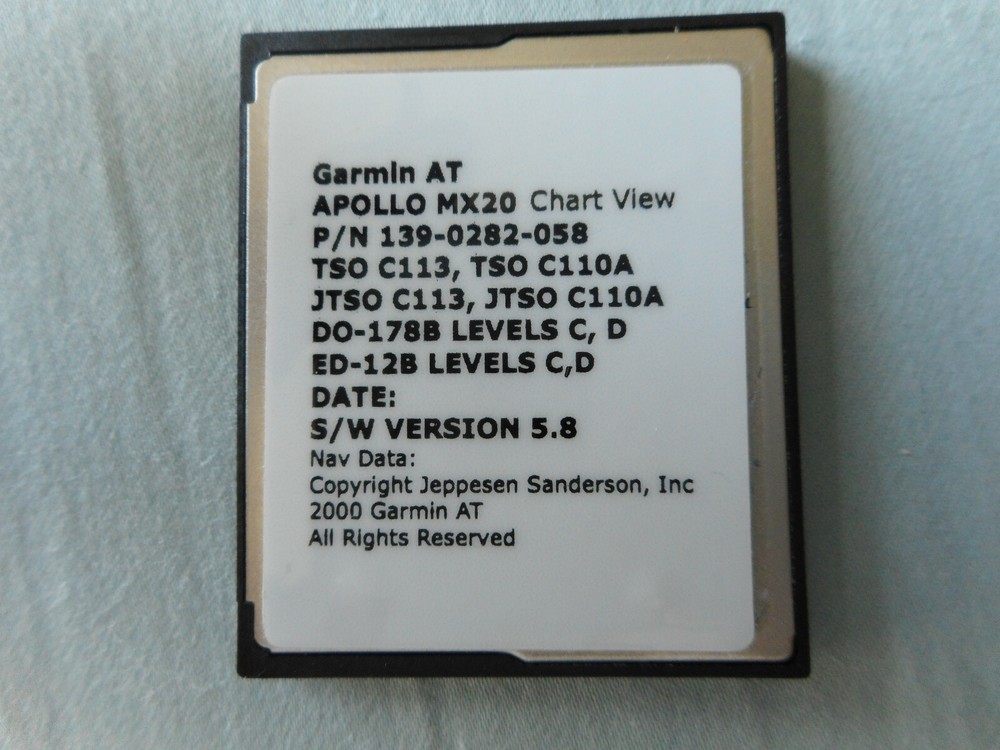 Garmin AT
APOLLO MX20 Chart View
P/N 139-0282-058
TSO C113, TSO C110A
JTSO C113, JTSO C110A
DO-178B LEVELS C, D
ED-12B LEVELS C,D
DATE:
S/W VERSION 5.8
Nav Data:
Copyright Jeppesen Sanderson, Inc
2000 Garmin AT
All Rights Reserved